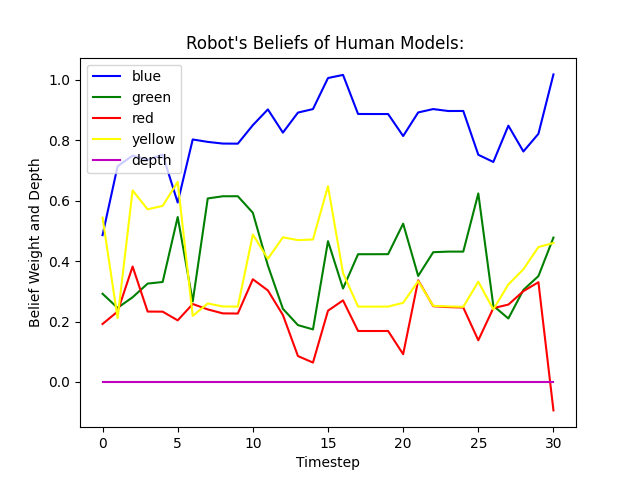 Robot's Beliefs of Human Models:
blue
green
red
yellow
depth
Belief Weight and Depth
1.0
0.8
0.6
0.4
0.2
0.0
0 5 10 15 20 25 30
Timestep